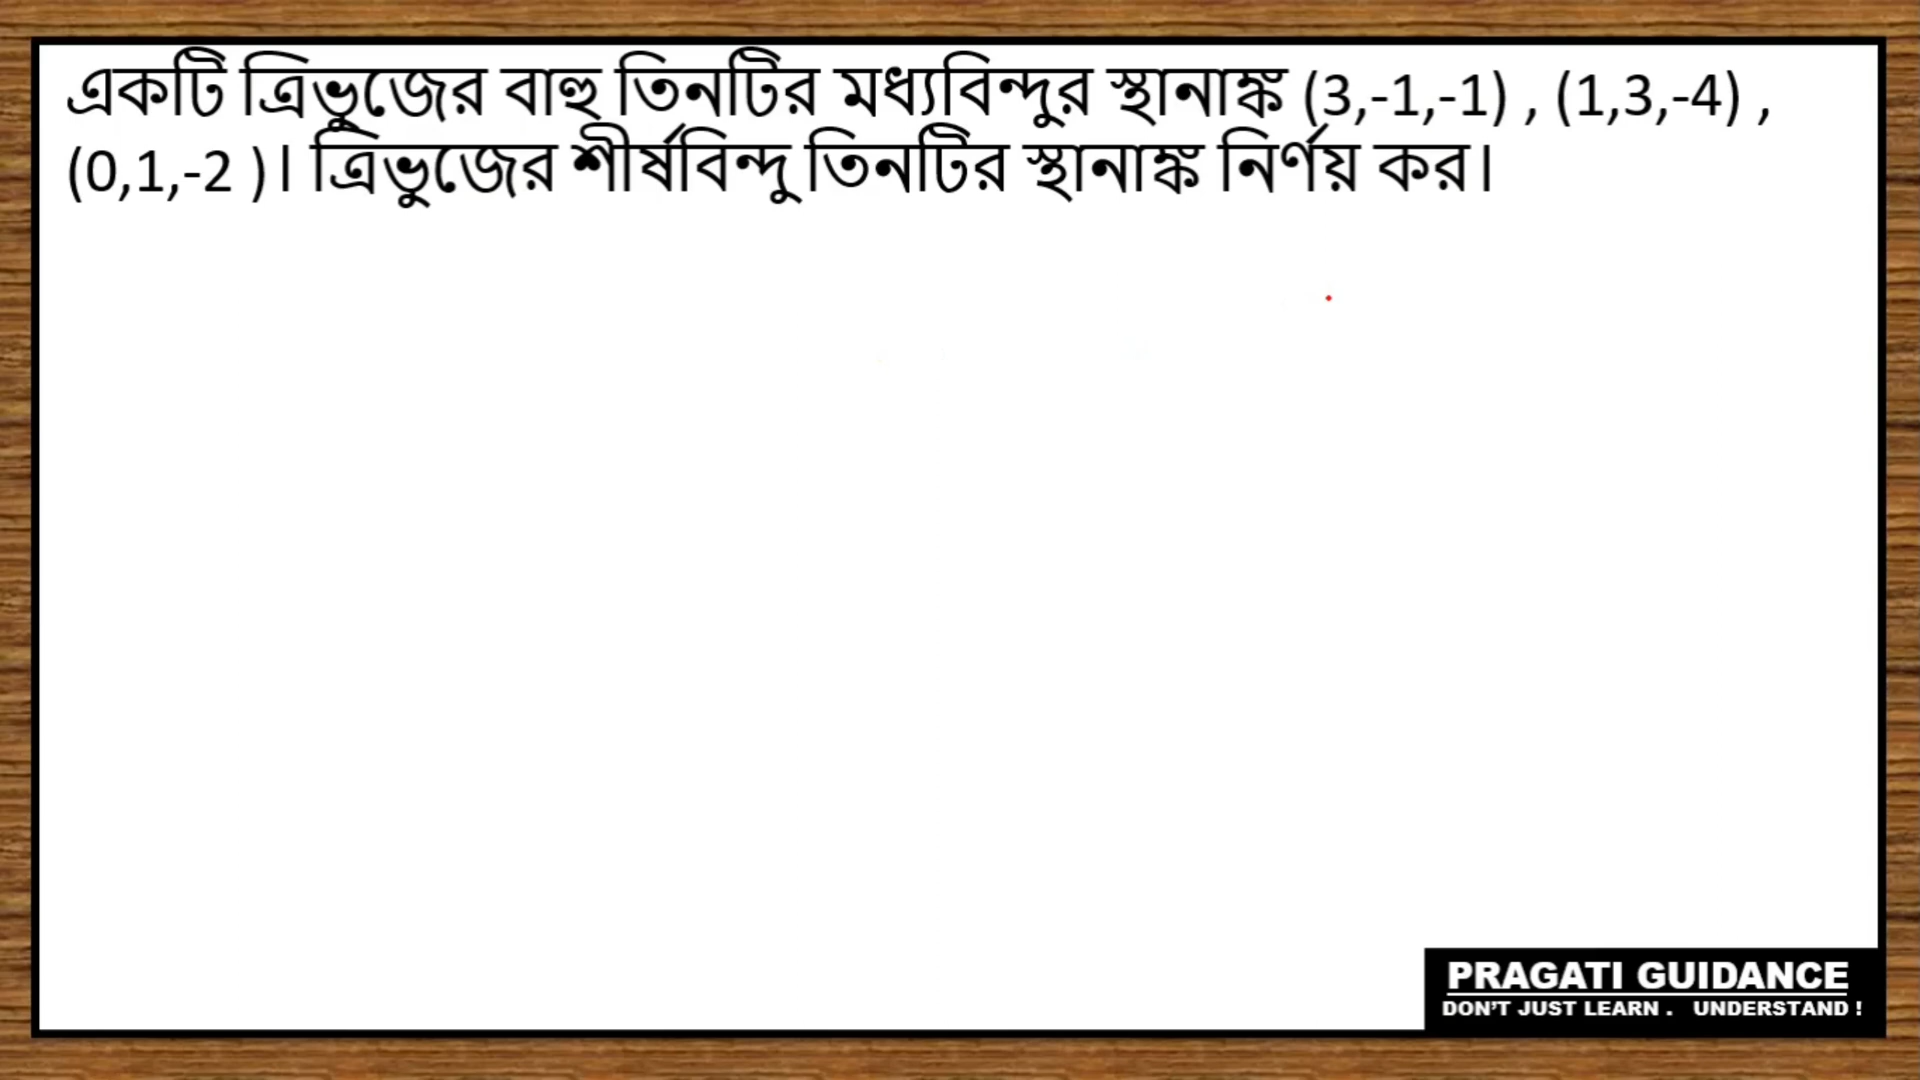 একটি ত্রিভুজের বাহু তিনটির মধ্যবিন্দুর স্থানাঙ্ক (3,-1,-1) , (1,3,-4) ,
(0,1,-2 )। ত্রিভুজের শীর্ষবিন্দু তিনটির স্থানাঙ্ক নির্ণয় কর।
PRAGATI GUIDANCE
DON'T JUST LEARN . UNDERSTAND !